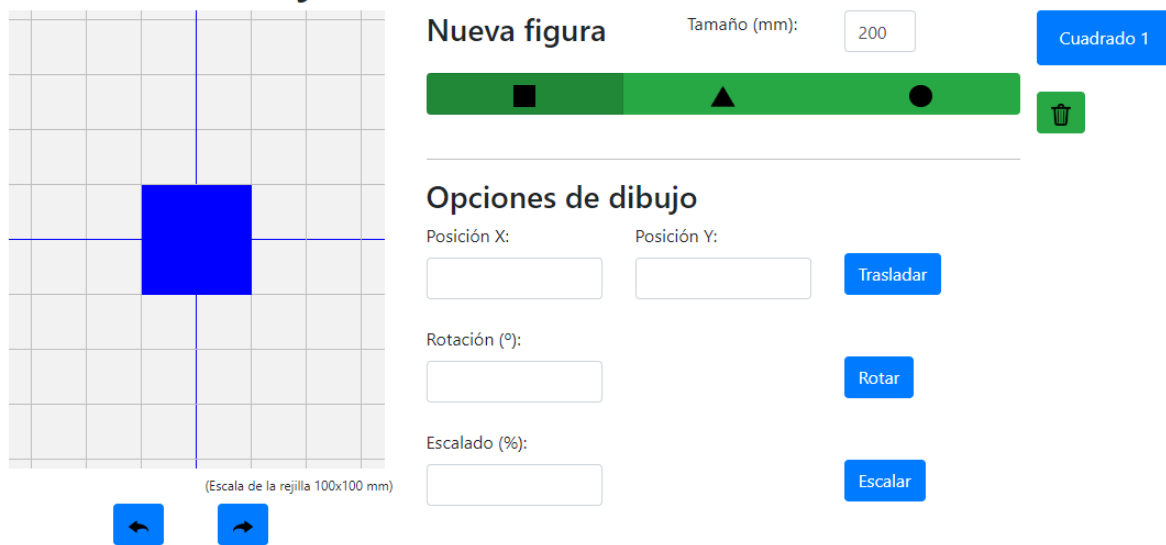 Nueva figura
Tamaño (mm):
200
Cuadrado 1
Opciones de dibujo
Posición X:
Posición Y:
Trasladar
Rotación (º):
Rotar
Escalado (%):
Escalar
(Escala de la rejilla 100x100 mm)